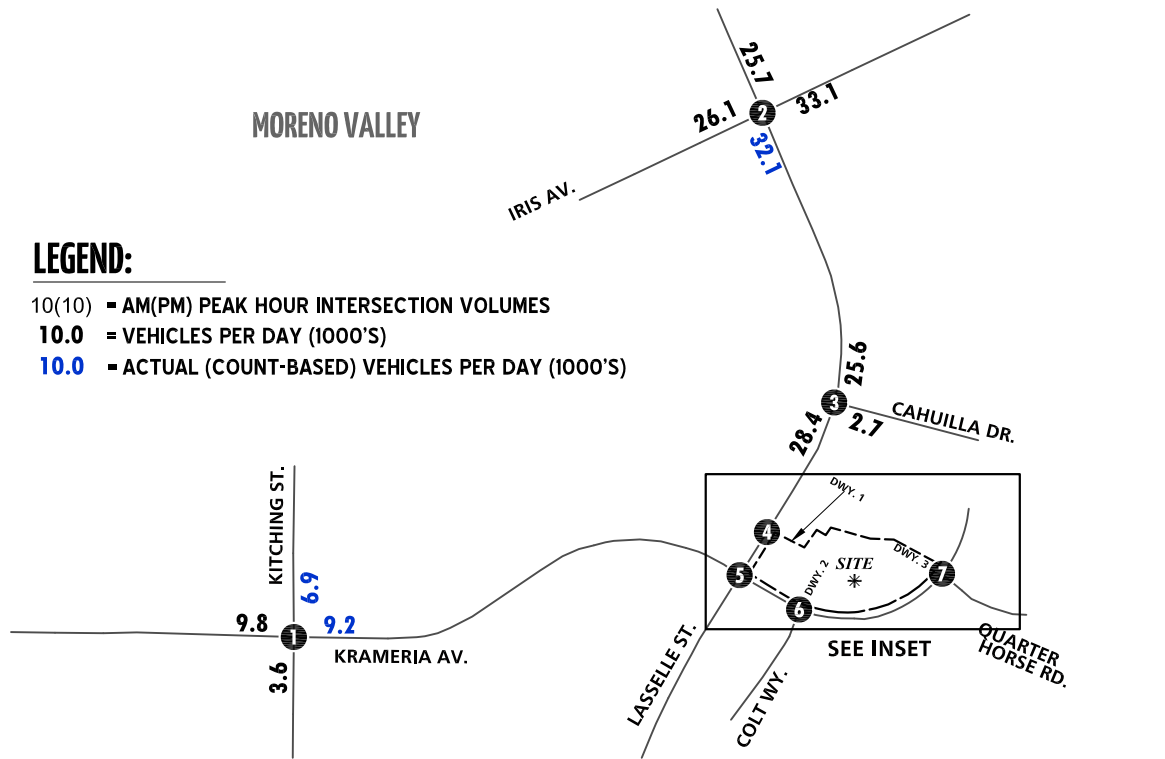 25.7
33.1
26.1
2
32.1
MORENO VALLEY
IRIS AV.
LEGEND:
10(10) = AM(PM) PEAK HOUR INTERSECTION VOLUMES
10.0 = VEHICLES PER DAY (1000'S)
10.0 = ACTUAL (COUNT-BASED) VEHICLES PER DAY (1000'S)
25.6
3
CAHUILLA DR.
28.4
2.7
KITCHING ST.
DWY. 1
4
DWY. 3
SITE
5
DWY. 2
7
6.9
6
9.8
1
9.2
KRAMERIA AV.
3.6
LASSELLE ST.
COLT WY.
SEE INSET
QUARTER
HORSE RD.